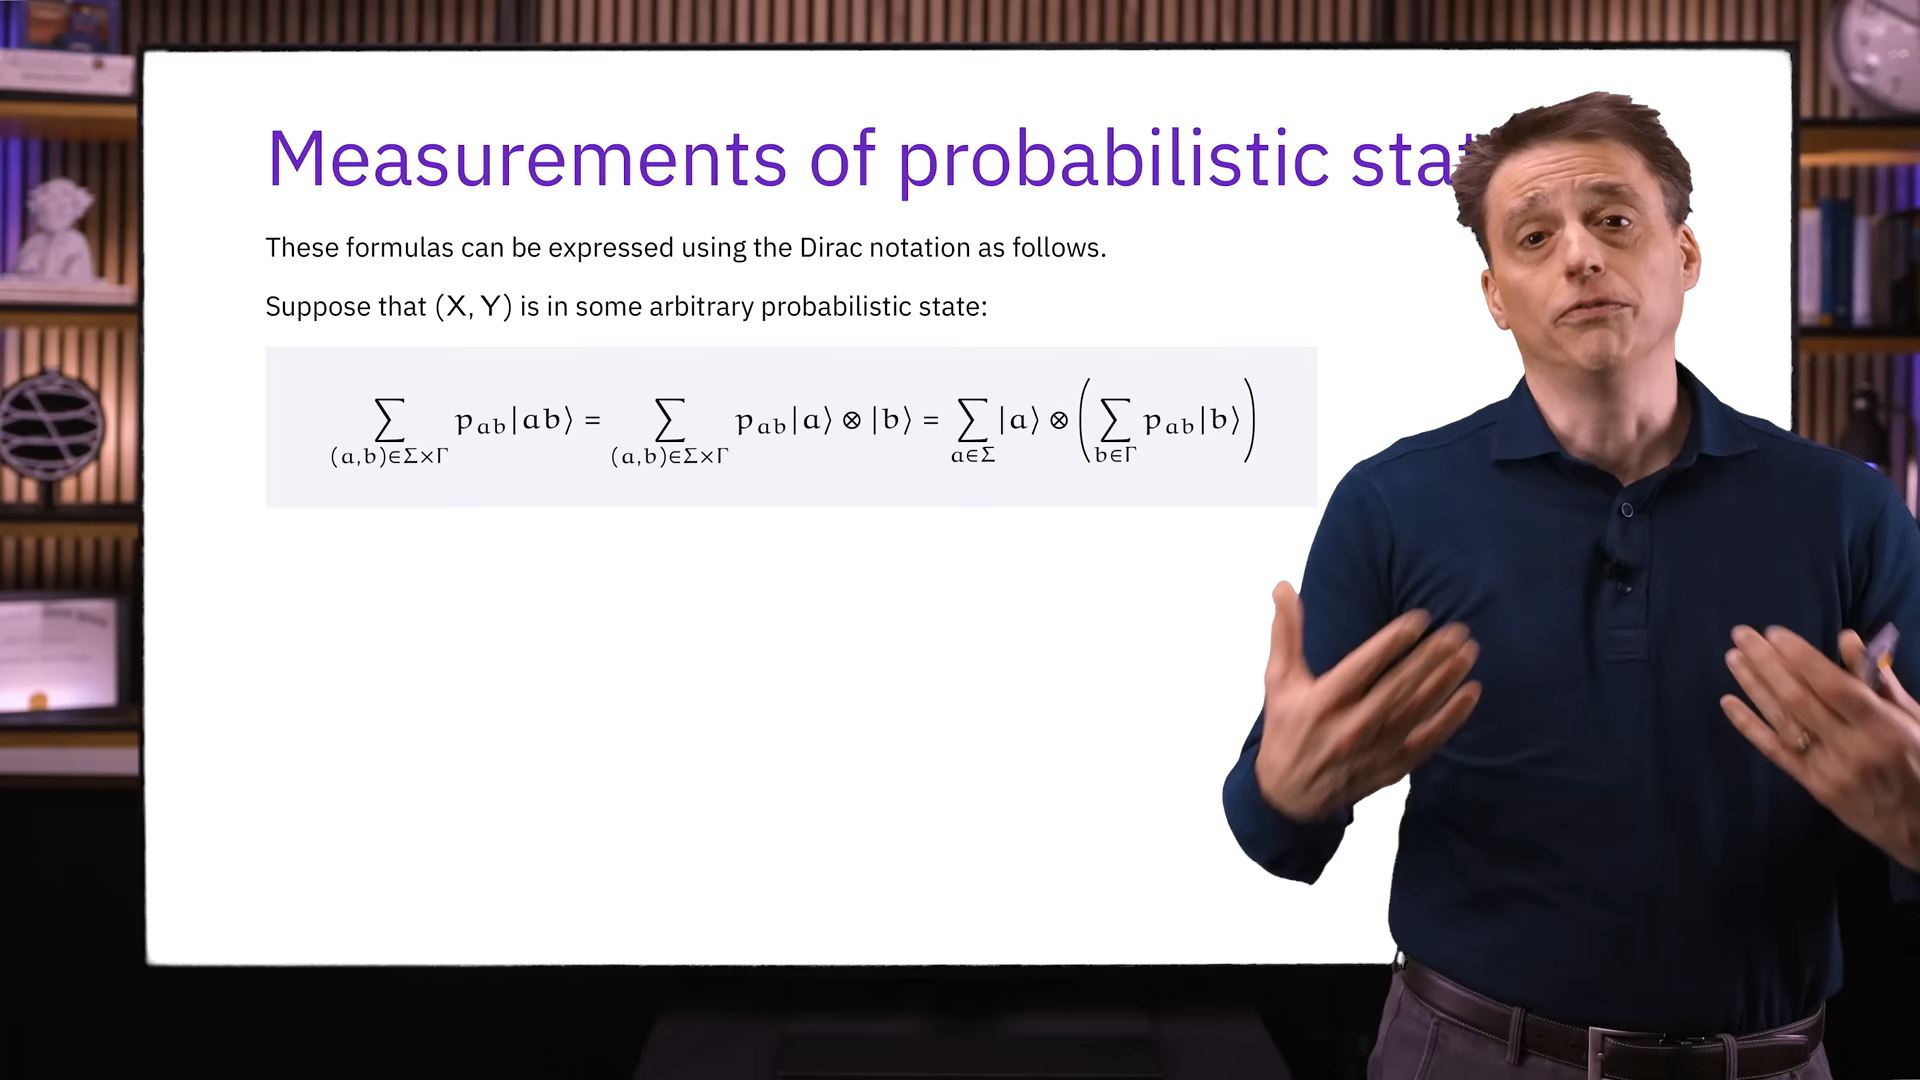 Measurements of probabilistic stat
These formulas can be expressed using the Dirac notation as follows.
Suppose that (X, Y) is in some arbitrary probabilistic state:
∑_{(a,b)∈Σ×Γ} p_{ab}|ab⟩ = ∑_{(a,b)∈Σ×Γ} p_{ab}|a⟩ ⊗ |b⟩ = ∑_{a∈Σ} |a⟩ ⊗ (∑_{b∈Γ} p_{ab}|b⟩)